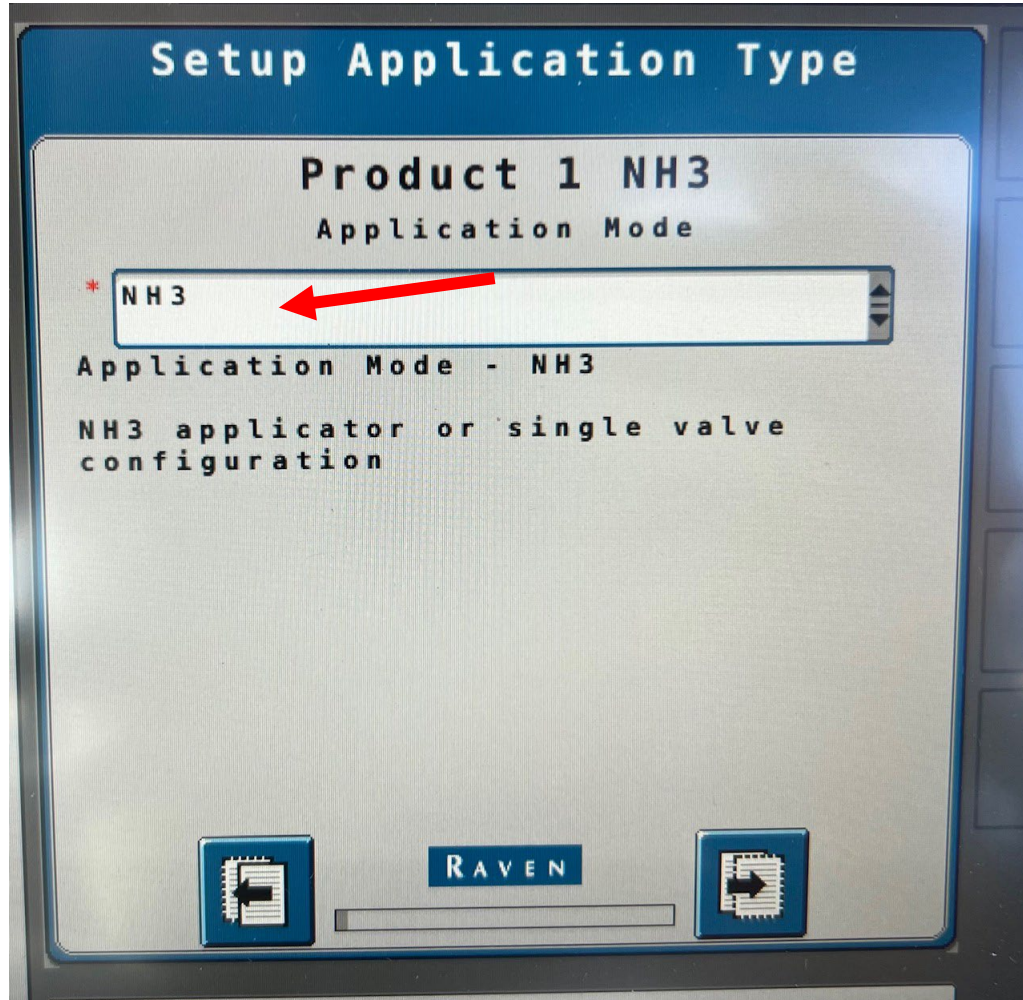 Setup Application Type
Product 1 NH3
Application Mode
* NH3
Application Mode - NH3
NH3 applicator or single valve
configuration
RAVEN